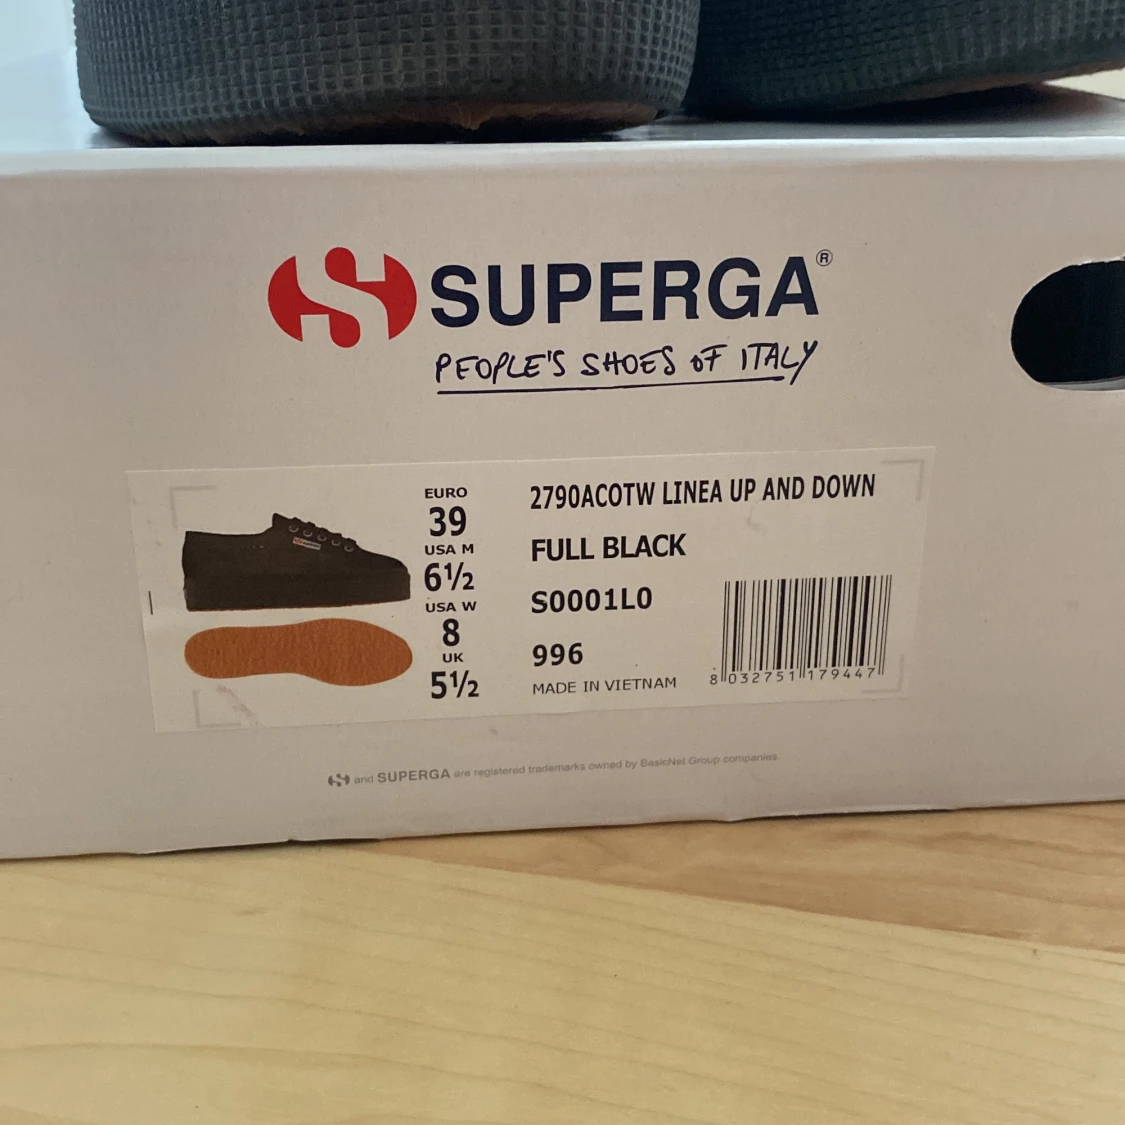 SUPERGA®
PEOPLE'S SHOES OF ITALY
EURO
39
USA M
6½
USA W
8
UK
5½
2790ACOTW LINEA UP AND DOWN
FULL BLACK
S0001L0
996
MADE IN VIETNAM
8 032751 179447
and SUPERGA are registered trademarks owned by BasicNet Group companies.